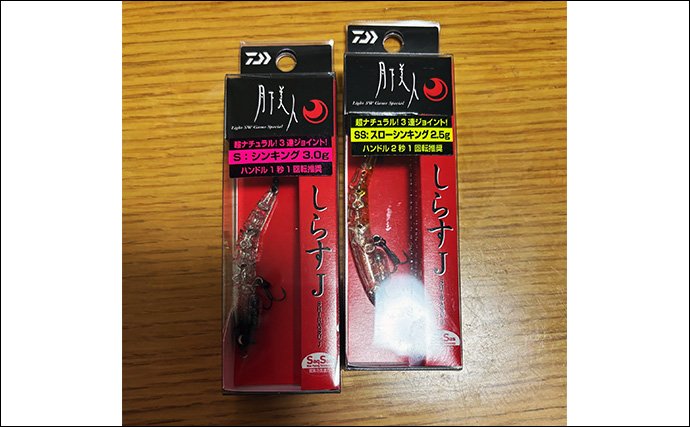 月下美人
Light SW Game Special
超ナチュラル!3連ジョイント!
S:シンキング3.0g
ハンドル1秒1回転推奨
しらすJ
SaqSas
月下美人
Light SW Game Special
超ナチュラル!3連ジョイント!
SS:スローシンキング2.5g
ハンドル2秒1回転推奨
しらすJ